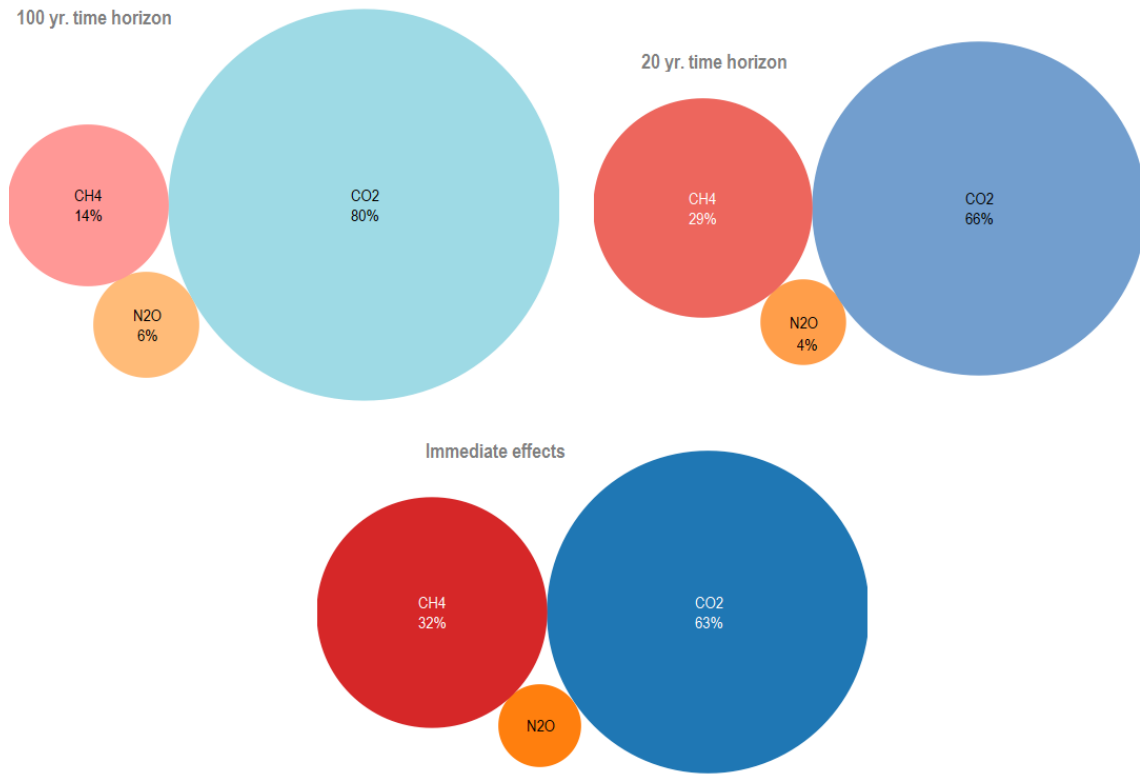 100 yr. time horizon
CH4
14%
CO2
80%
N2O
6%
20 yr. time horizon
CH4
29%
CO2
66%
N2O
4%
Immediate effects
CH4
32%
CO2
63%
N2O